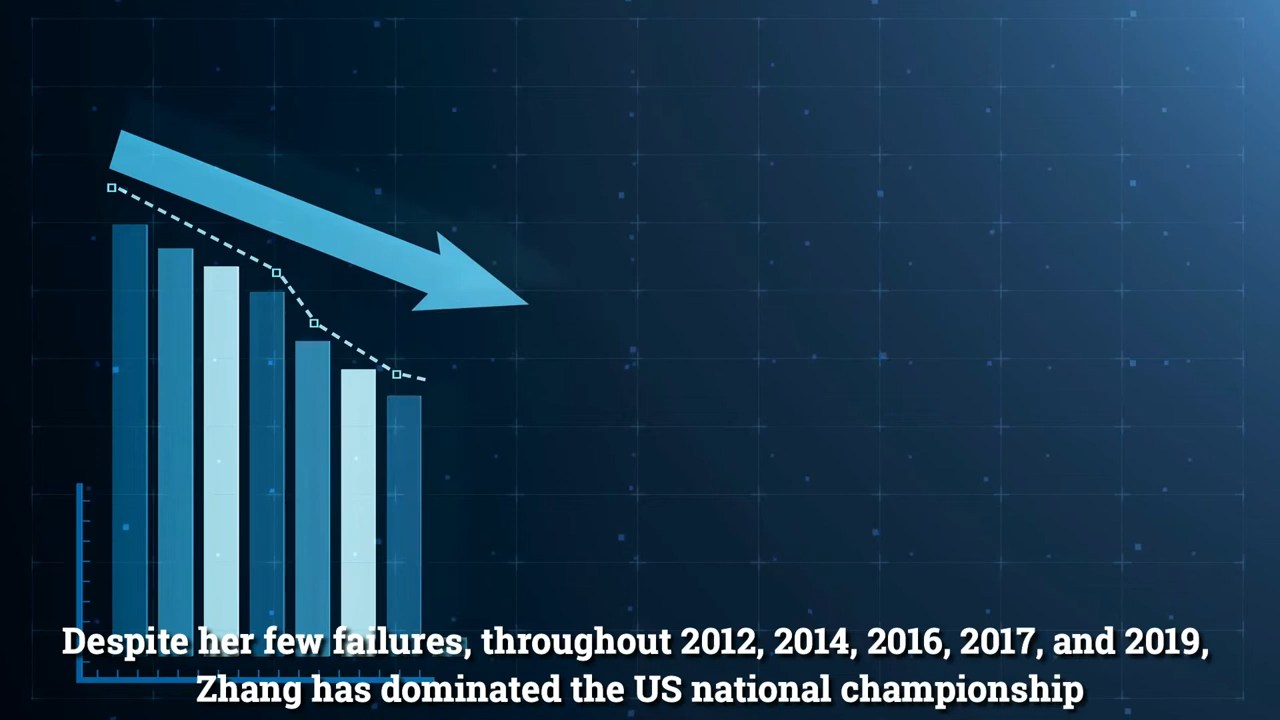 Despite her few failures, throughout 2012, 2014, 2016, 2017, and 2019,
Zhang has dominated the US national championship